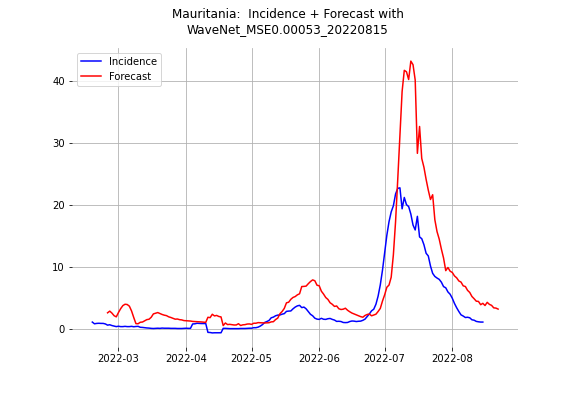 Mauritania:  Incidence + Forecast with
WaveNet_MSE0.00053_20220815
Incidence
Forecast
40
30
20
10
0
2022-03
2022-04
2022-05
2022-06
2022-07
2022-08